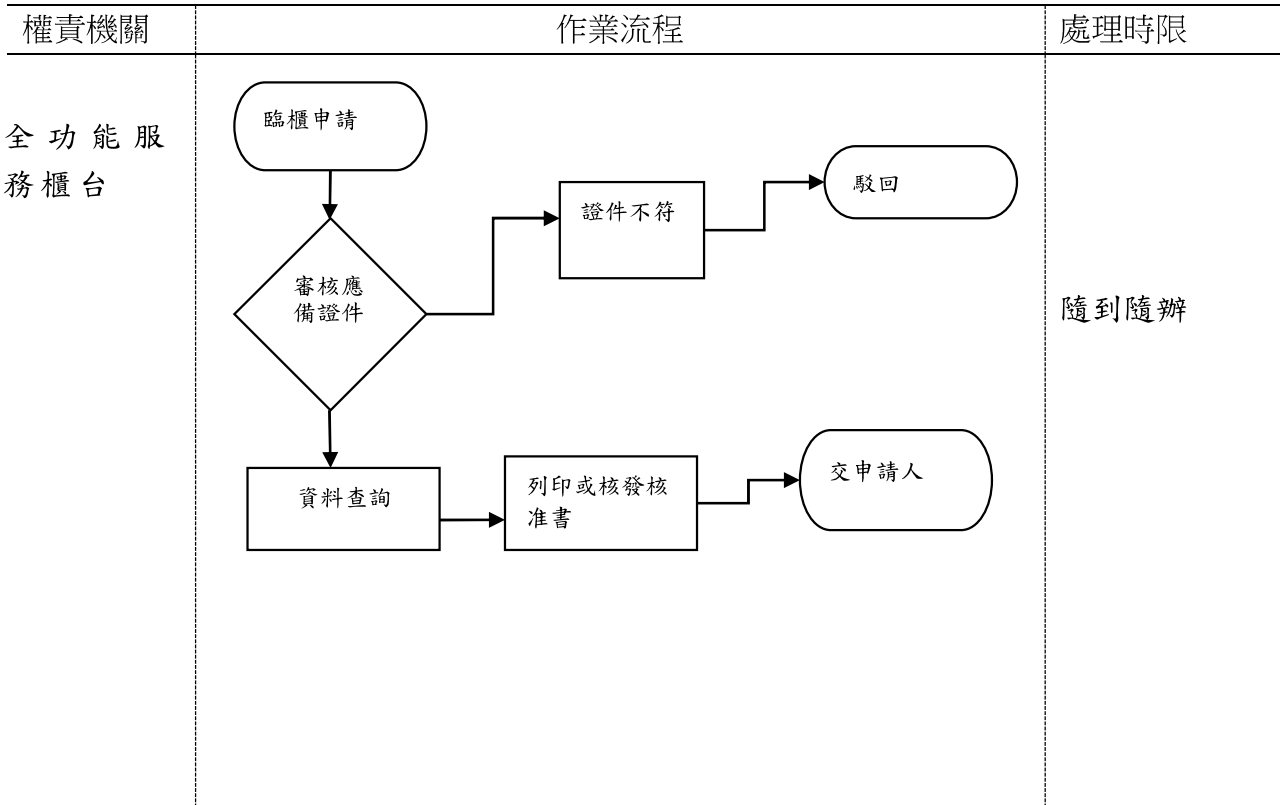 權責機關
作業流程
處理時限
全功能服
務櫃台
臨櫃申請
審核應
備證件
證件不符
駁回
隨到隨辦
資料查詢
列印或核發核
准書
交申請人